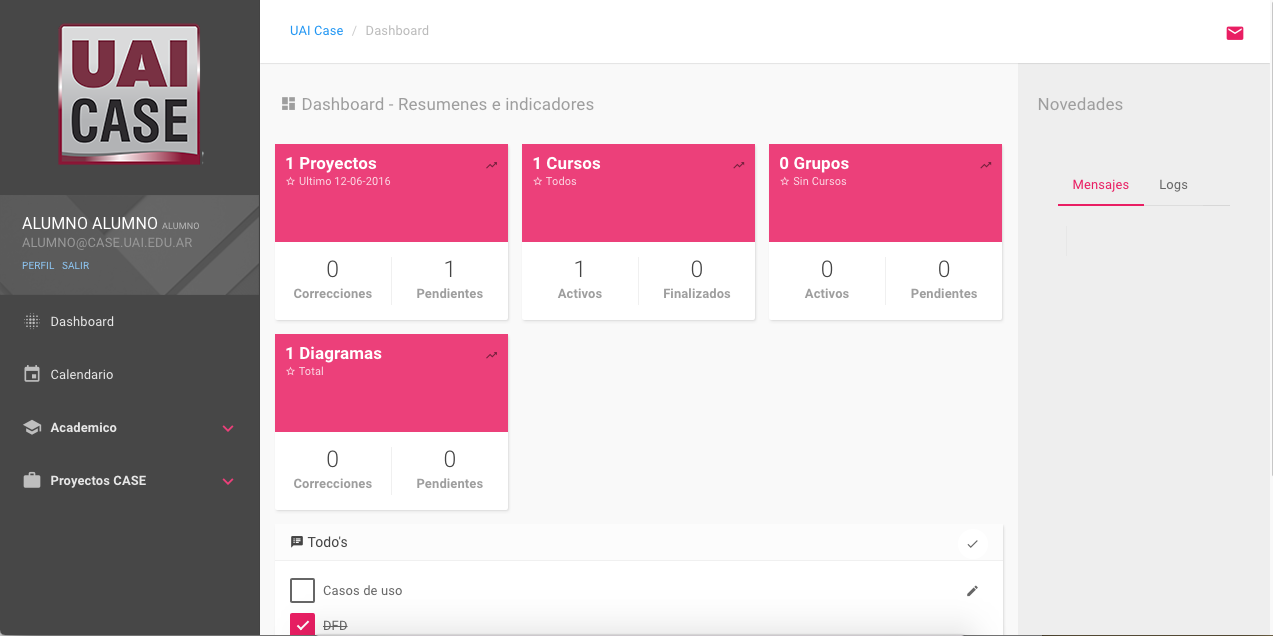 UAI
CASE
ALUMNO ALUMNO ALUMNO
ALUMNO@CASE.UAI.EDU.AR
PERFIL SALIR
Dashboard
Calendario
Academico
Proyectos CASE
UAI Case / Dashboard
Dashboard - Resumenes e indicadores
1 Proyectos
Ultimo 12-06-2016
0 1
Correcciones Pendientes
1 Cursos
Todos
1 0
Activos Finalizados
0 Grupos
Sin Cursos
0 0
Activos Pendientes
1 Diagramas
Total
0 0
Correcciones Pendientes
Todo's
Casos de uso
DFD
Novedades
Mensajes Logs